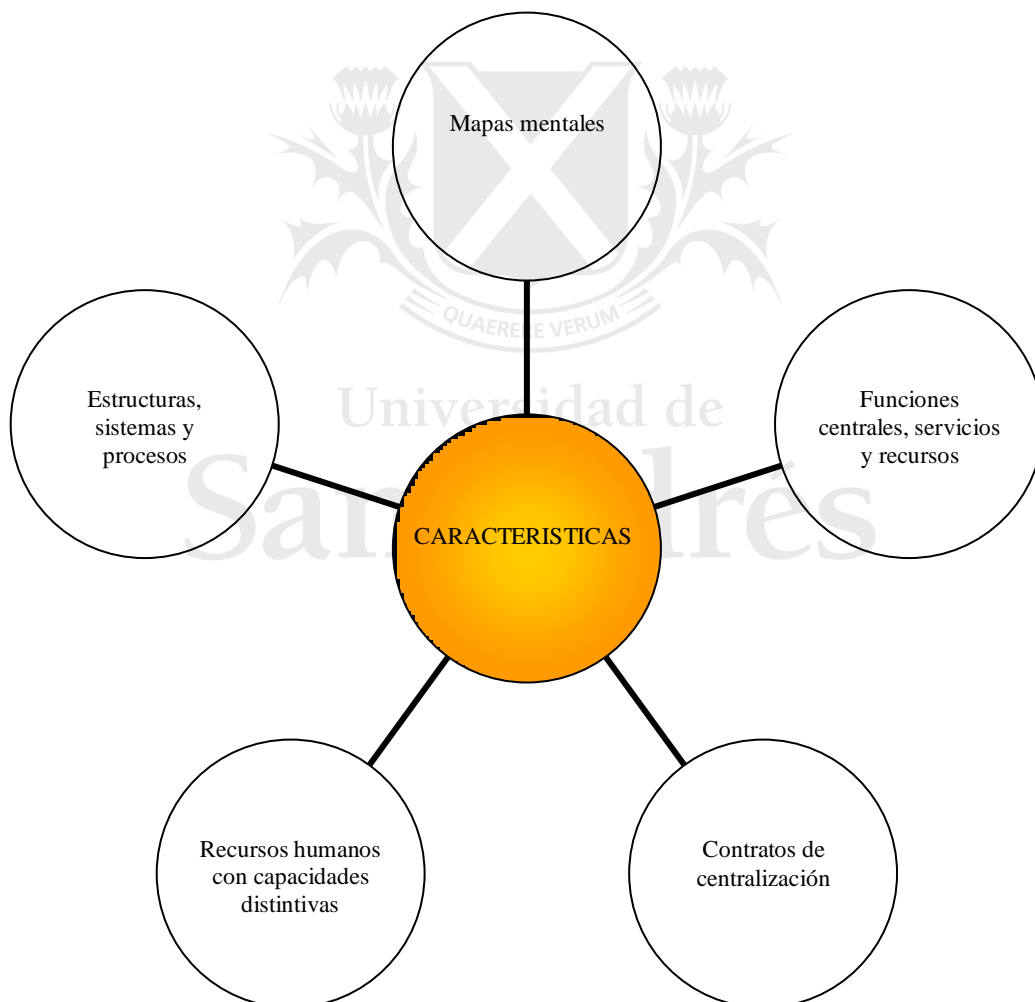 Mapas mentales
QUAERERE VERUM
Estructuras,
sistemas y
procesos
Funciones
centrales, servicios
y recursos
Universidad de
San Andrés
CARACTERISTICAS
Recursos humanos
con capacidades
distintivas
Contratos de
centralización